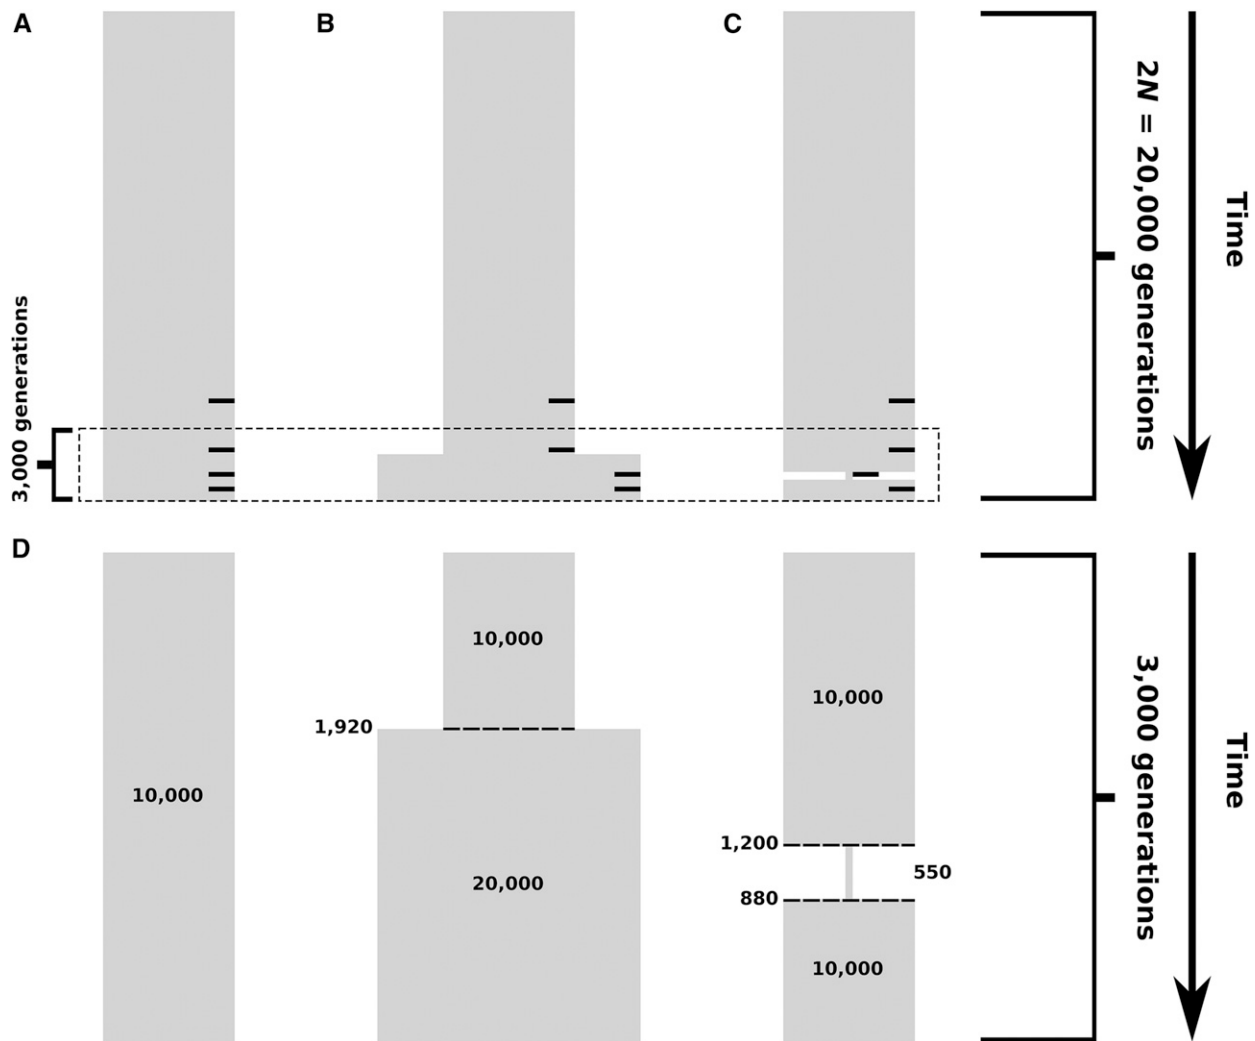 A
B
C
2N = 20,000 generations
Time
3,000 generations
D
10,000
10,000
1,920
20,000
10,000
1,200
550
880
10,000
3,000 generations
Time